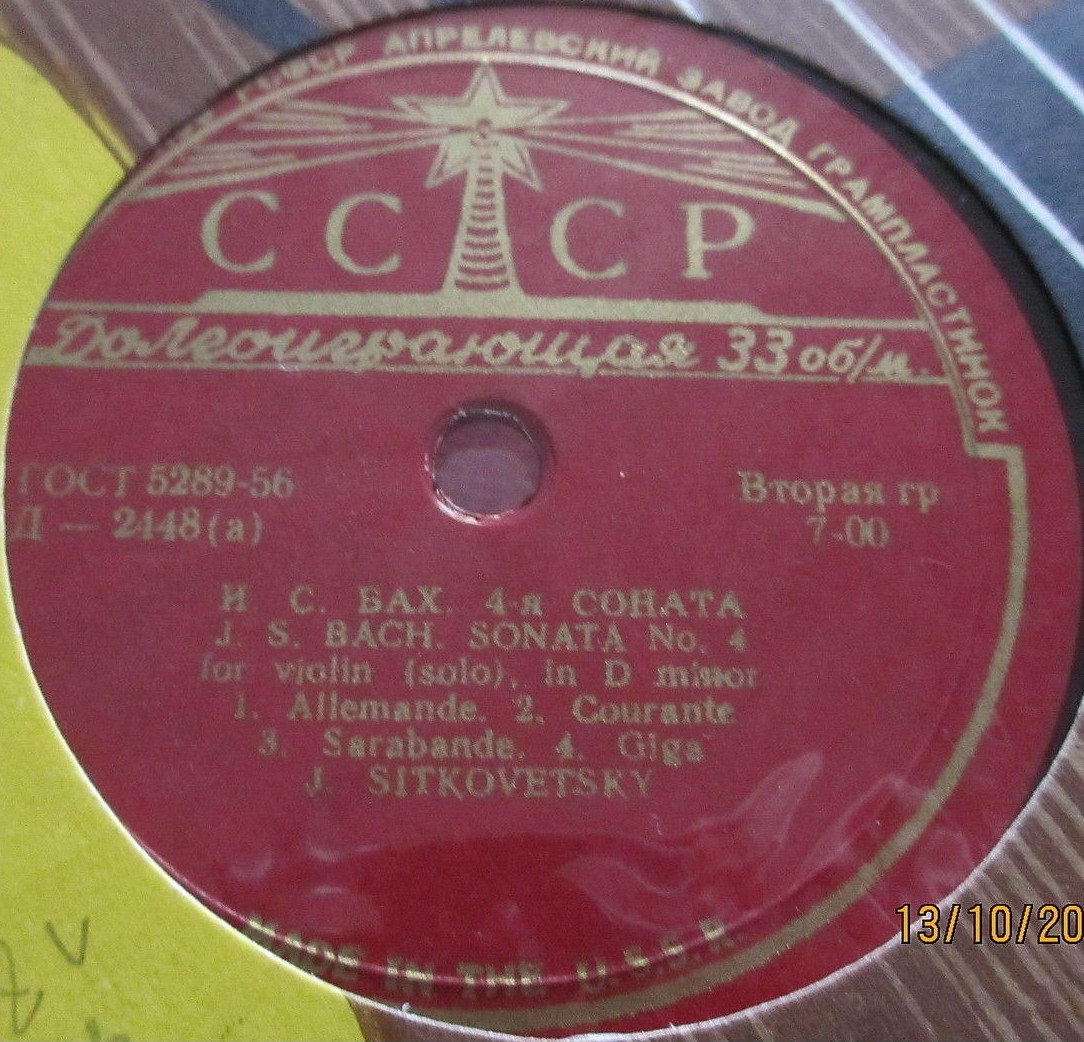 РСФСР АПРЕЛЕВСКИЙ ЗАВОД ГРАМПЛАСТИНОК
СССР
Долгоиграющая 33 об/м.
ГОСТ 5289-56
Д — 2448 (а)
Вторая гр
7-00
И С. БАХ. 4-я СОНАТА
J. S. BACH. SONATA No. 4
for violin (solo), in D minor
1. Allemande. 2. Courante
3. Sarabande. 4. Giga
J. SITKOVETSKY
MADE IN THE U.S.S.R.
13/10/20